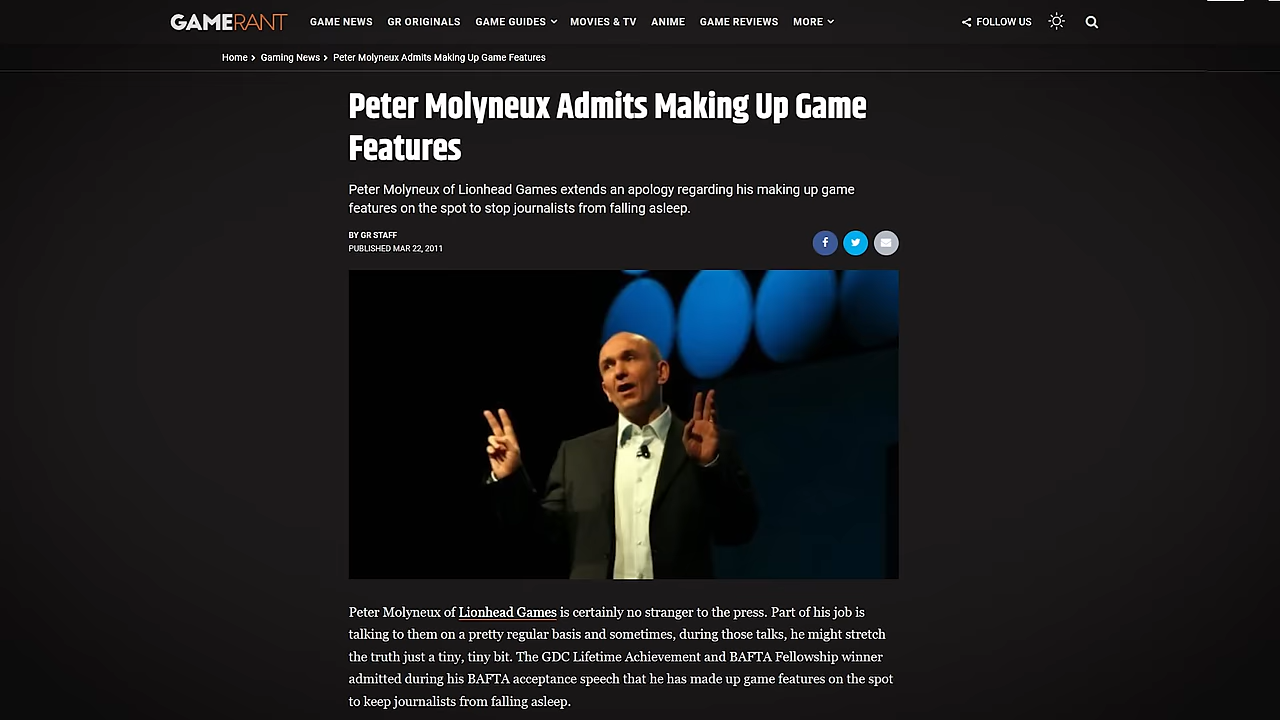 GAMERANT GAME NEWS GR ORIGINALS GAME GUIDES MOVIES & TV ANIME GAME REVIEWS MORE FOLLOW US
Home > Gaming News > Peter Molyneux Admits Making Up Game Features
Peter Molyneux Admits Making Up Game
Features
Peter Molyneux of Lionhead Games extends an apology regarding his making up game
features on the spot to stop journalists from falling asleep.
BY GR STAFF
PUBLISHED MAR 22, 2011
Peter Molyneux of Lionhead Games is certainly no stranger to the press. Part of his job is
talking to them on a pretty regular basis and sometimes, during those talks, he might stretch
the truth just a tiny, tiny bit. The GDC Lifetime Achievement and BAFTA Fellowship winner
admitted during his BAFTA acceptance speech that he has made up game features on the spot
to keep journalists from falling asleep.